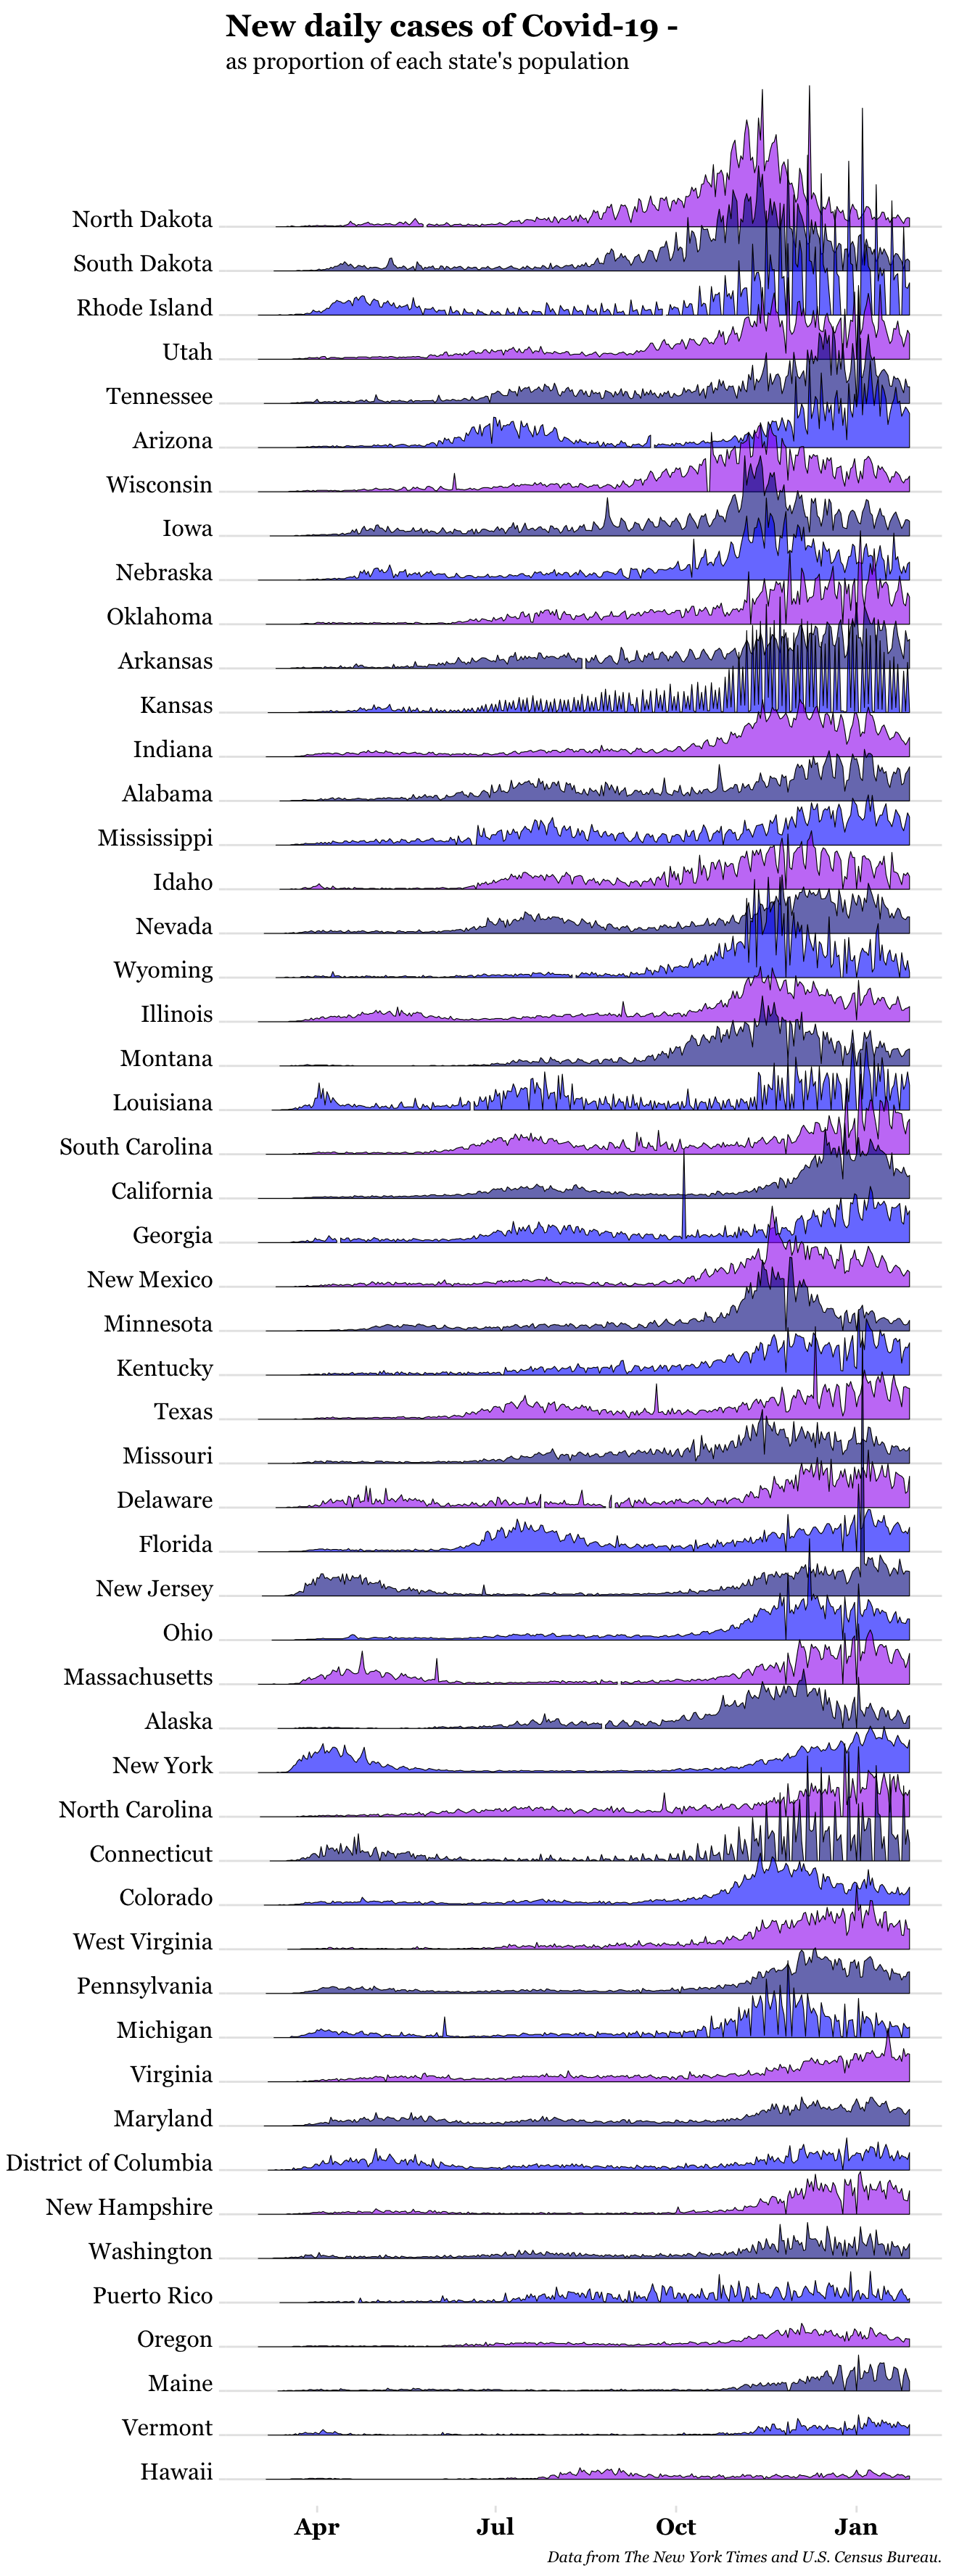 New daily cases of Covid-19 -
as proportion of each state's population
North Dakota
South Dakota
Rhode Island
Utah
Tennessee
Arizona
Wisconsin
Iowa
Nebraska
Oklahoma
Arkansas
Kansas
Indiana
Alabama
Mississippi
Idaho
Nevada
Wyoming
Illinois
Montana
Louisiana
South Carolina
California
Georgia
New Mexico
Minnesota
Kentucky
Texas
Missouri
Delaware
Florida
New Jersey
Ohio
Massachusetts
Alaska
New York
North Carolina
Connecticut
Colorado
West Virginia
Pennsylvania
Michigan
Virginia
Maryland
District of Columbia
New Hampshire
Washington
Puerto Rico
Oregon
Maine
Vermont
Hawaii
Apr Jul Oct Jan
Data from The New York Times and U.S. Census Bureau.